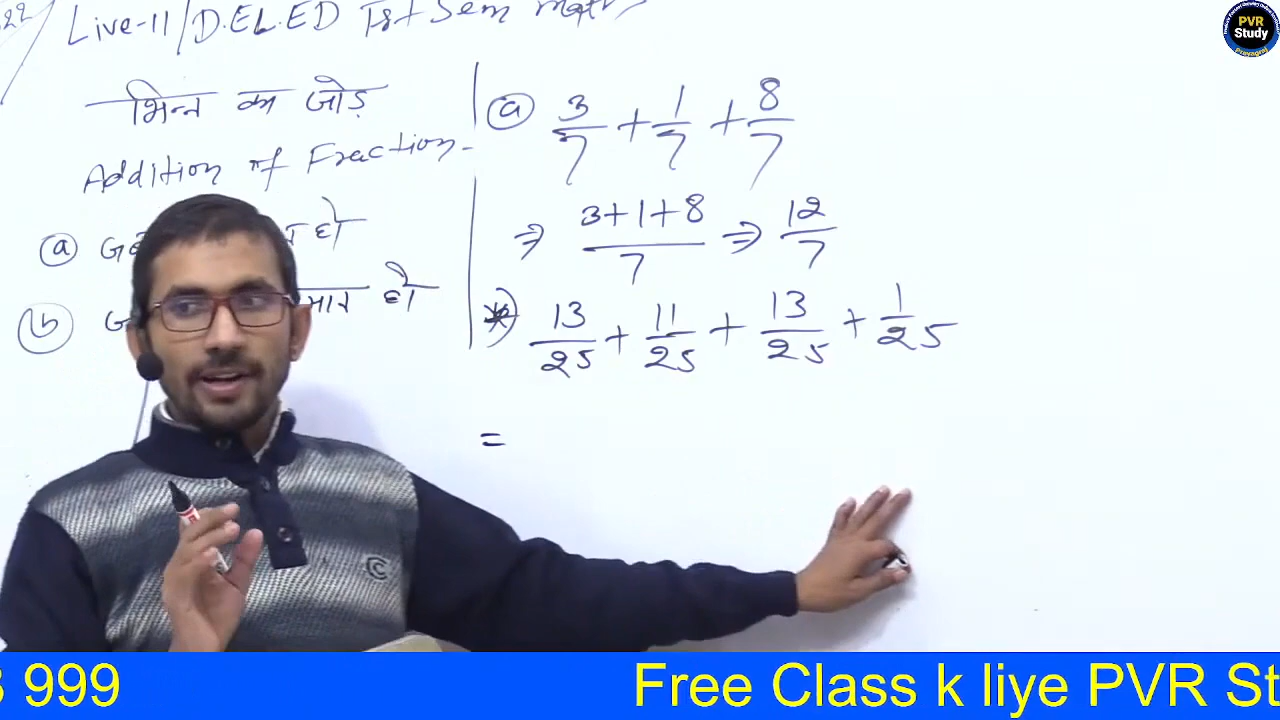 Live-11/D.EL.ED Ist Sem
भिन्न का जोड़
Addition of Fraction
(a)
हो
(b) हो
(a) 3/7 + 1/7 + 8/7
⇒ (3+1+8)/7 ⇒ 12/7
*) 13/25 + 11/25 + 13/25 + 1/25
=
PVR
Study
Prayagraj
999
Free Class k liye PVR St